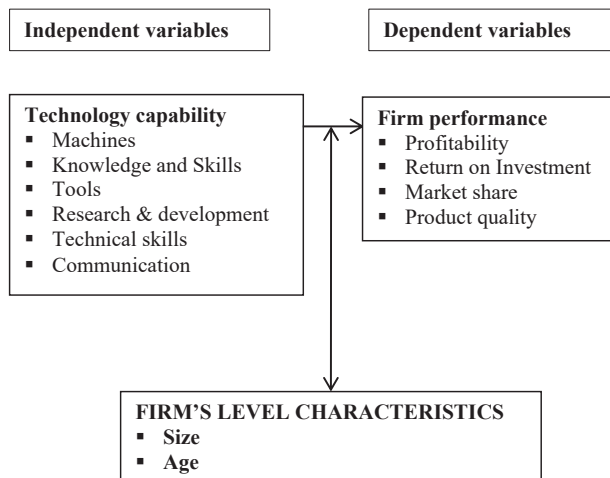 Independent variables
Dependent variables
Technology capability
▪ Machines
▪ Knowledge and Skills
▪ Tools
▪ Research & development
▪ Technical skills
▪ Communication
Firm performance
▪ Profitability
▪ Return on Investment
▪ Market share
▪ Product quality
FIRM'S LEVEL CHARACTERISTICS
▪ Size
▪ Age